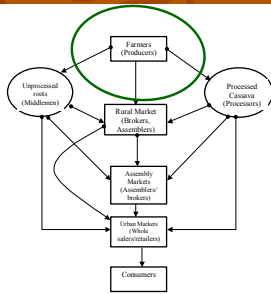 Farmers
(Producers)
Unprocessed
roots
(Middlemen)
Processed
Cassava
(Processors)
Rural Market
(Brokers,
Assemblers)
Assembly
Markets
(Assemblers/
brokers)
Urban Markets
(Whole
salers/retailers)
Consumers